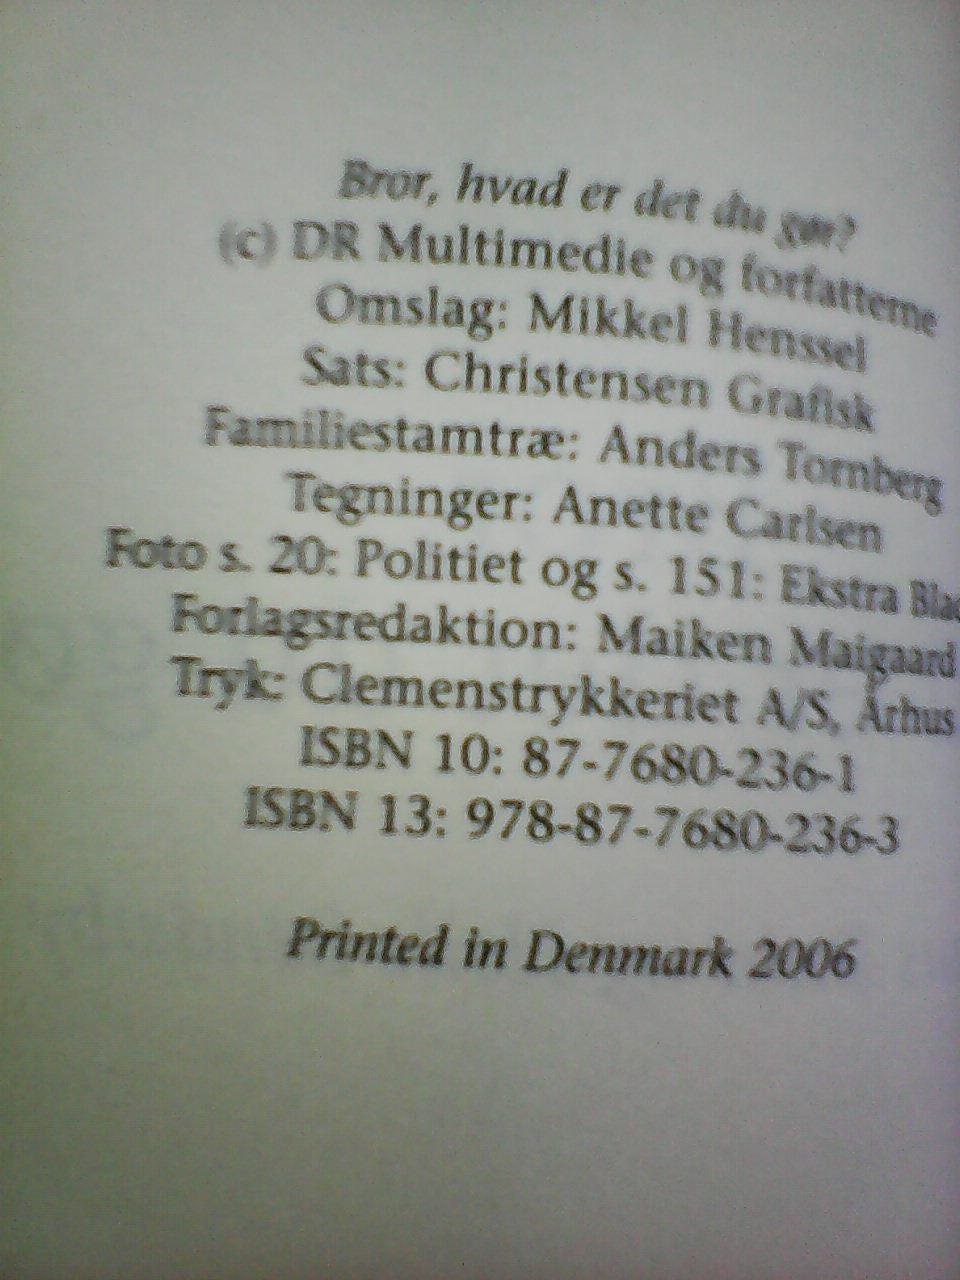 Bror, hvad er det du gør?
(c) DR Multimedie og forfatterne
Omslag: Mikkel Henssel
Sats: Christensen Grafisk
Familiestamtræ: Anders Tornberg
Tegninger: Anette Carlsen
Foto s. 20: Politiet og s. 151: Ekstra
Forlagsredaktion: Maiken Maigaard
Tryk: Clemenstrykkeriet A/S, Århus
ISBN 10: 87-7680-236-1
ISBN 13: 978-87-7680-236-3
Printed in Denmark 2006